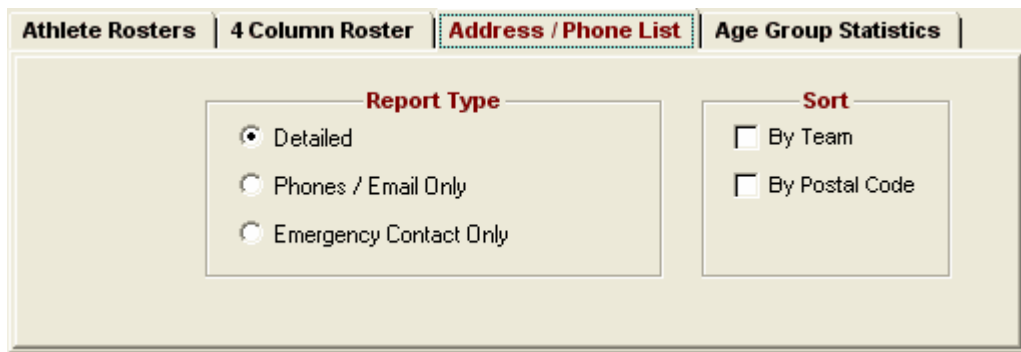 Athlete Rosters 4 Column Roster Address / Phone List Age Group Statistics
Report Type
Detailed
Phones / Email Only
Emergency Contact Only
Sort
By Team
By Postal Code